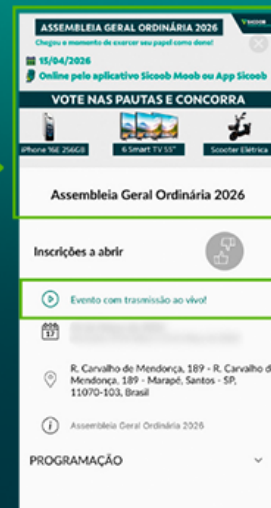 ASSEMBLEIA GERAL ORDINÁRIA 2026
SICOOB
Chegou o momento de exercer seu papel como dono!
15/04/2026
Online pelo aplicativo Sicoob Moob ou App Sicoob
VOTE NAS PAUTAS E CONCORRA
iPhone 16E 256GB
6 Smart TV 55"
Scooter Elétrica
Assembleia Geral Ordinária 2026
Inscrições a abrir
Evento com trasmissão ao vivo!
17
R. Carvalho de Mendonça, 189 - R. Carvalho d
Mendonça, 189 - Marapé, Santos - SP,
11070-103, Brasil
Assembleia Geral Ordinária 2026
PROGRAMAÇÃO